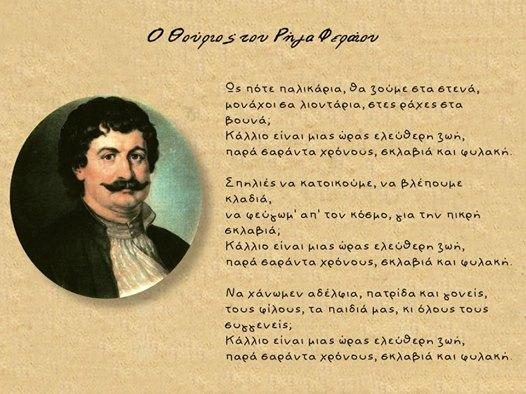 Ο Θούριος του Ρήγα Φεραίου
Ως πότε παλικάρια, θα ζούμε στα στενά,
μονάχοι σα λιοντάρια, στες ράχες στα
βουνά;
Κάλλιο είναι μιας ώρας ελεύθερη ζωή,
παρά σαράντα χρόνους, σκλαβιά και φυλακή.
Σπηλιές να κατοικούμε, να βλέπουμε
κλαδιά,
να φεύγωμ' απ' τον κόσμο, για την πικρή
σκλαβιά;
Κάλλιο είναι μιας ώρας ελεύθερη ζωή,
παρά σαράντα χρόνους, σκλαβιά και φυλακή.
Να χάνωμεν αδέλφια, πατρίδα και γονείς,
τους φίλους, τα παιδιά μας, κι όλους τους
συγγενείς;
Κάλλιο είναι μιας ώρας ελεύθερη ζωή,
παρά σαράντα χρόνους, σκλαβιά και φυλακή.